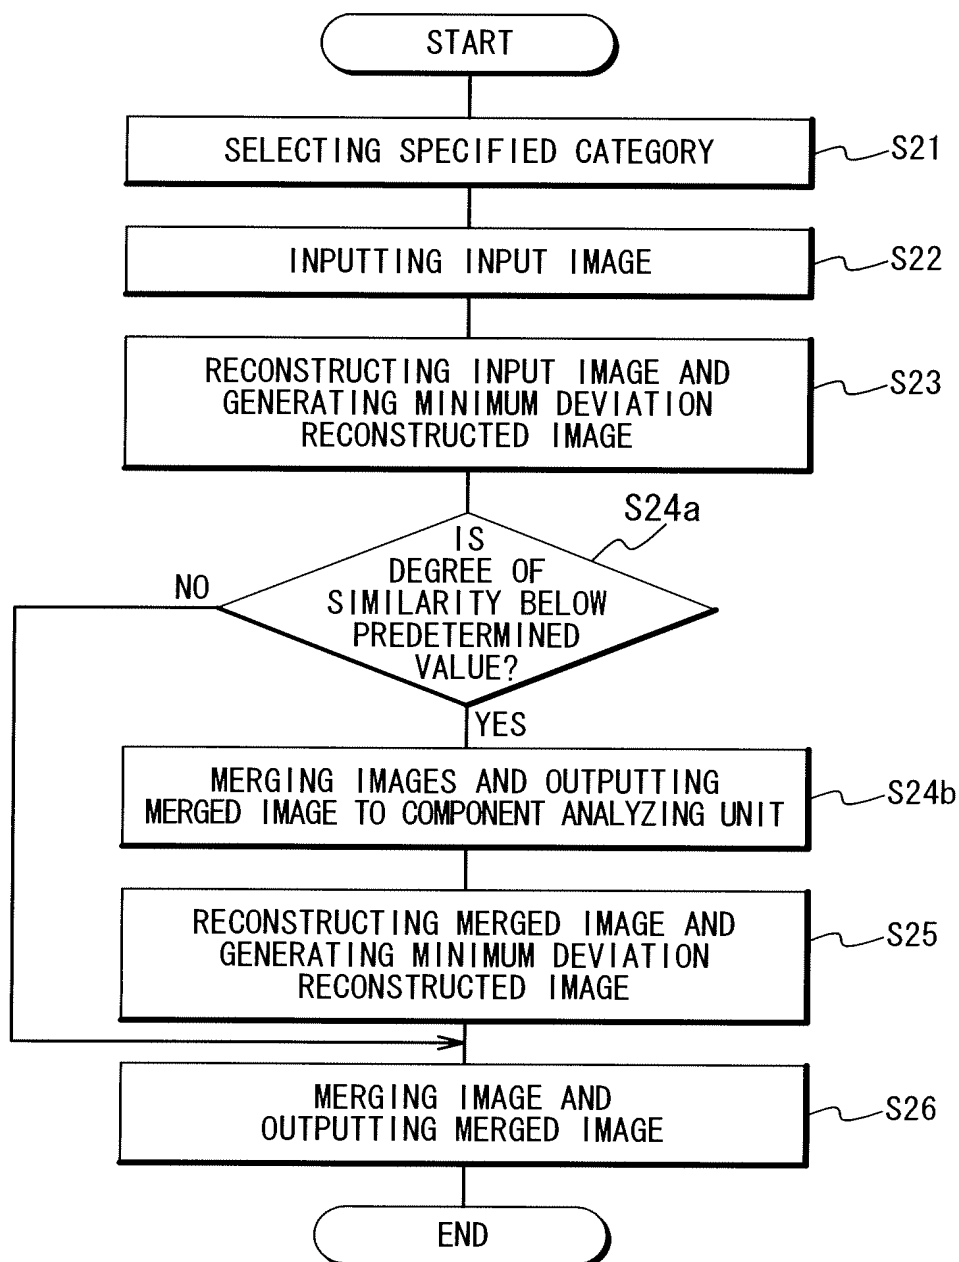 START
SELECTING SPECIFIED CATEGORY
S21
INPUTTING INPUT IMAGE
S22
RECONSTRUCTING INPUT IMAGE AND
GENERATING MINIMUM DEVIATION
RECONSTRUCTED IMAGE
S23
S24a
IS
DEGREE OF
SIMILARITY BELOW
PREDETERMINED
VALUE?
NO
YES
MERGING IMAGES AND OUTPUTTING
MERGED IMAGE TO COMPONENT ANALYZING UNIT
S24b
RECONSTRUCTING MERGED IMAGE AND
GENERATING MINIMUM DEVIATION
RECONSTRUCTED IMAGE
S25
MERGING IMAGE AND
OUTPUTTING MERGED IMAGE
S26
END